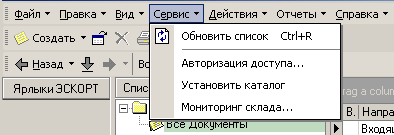 Файл Правка Вид Сервис Действия Отчеты Справка
Создать
Обновить список Ctrl+R
Назад
Авторизация доступа...
Ярлыки ЭСКОРТ
Установить каталог
Мониторинг склада...
Все Документы
В. Напра
Входящ